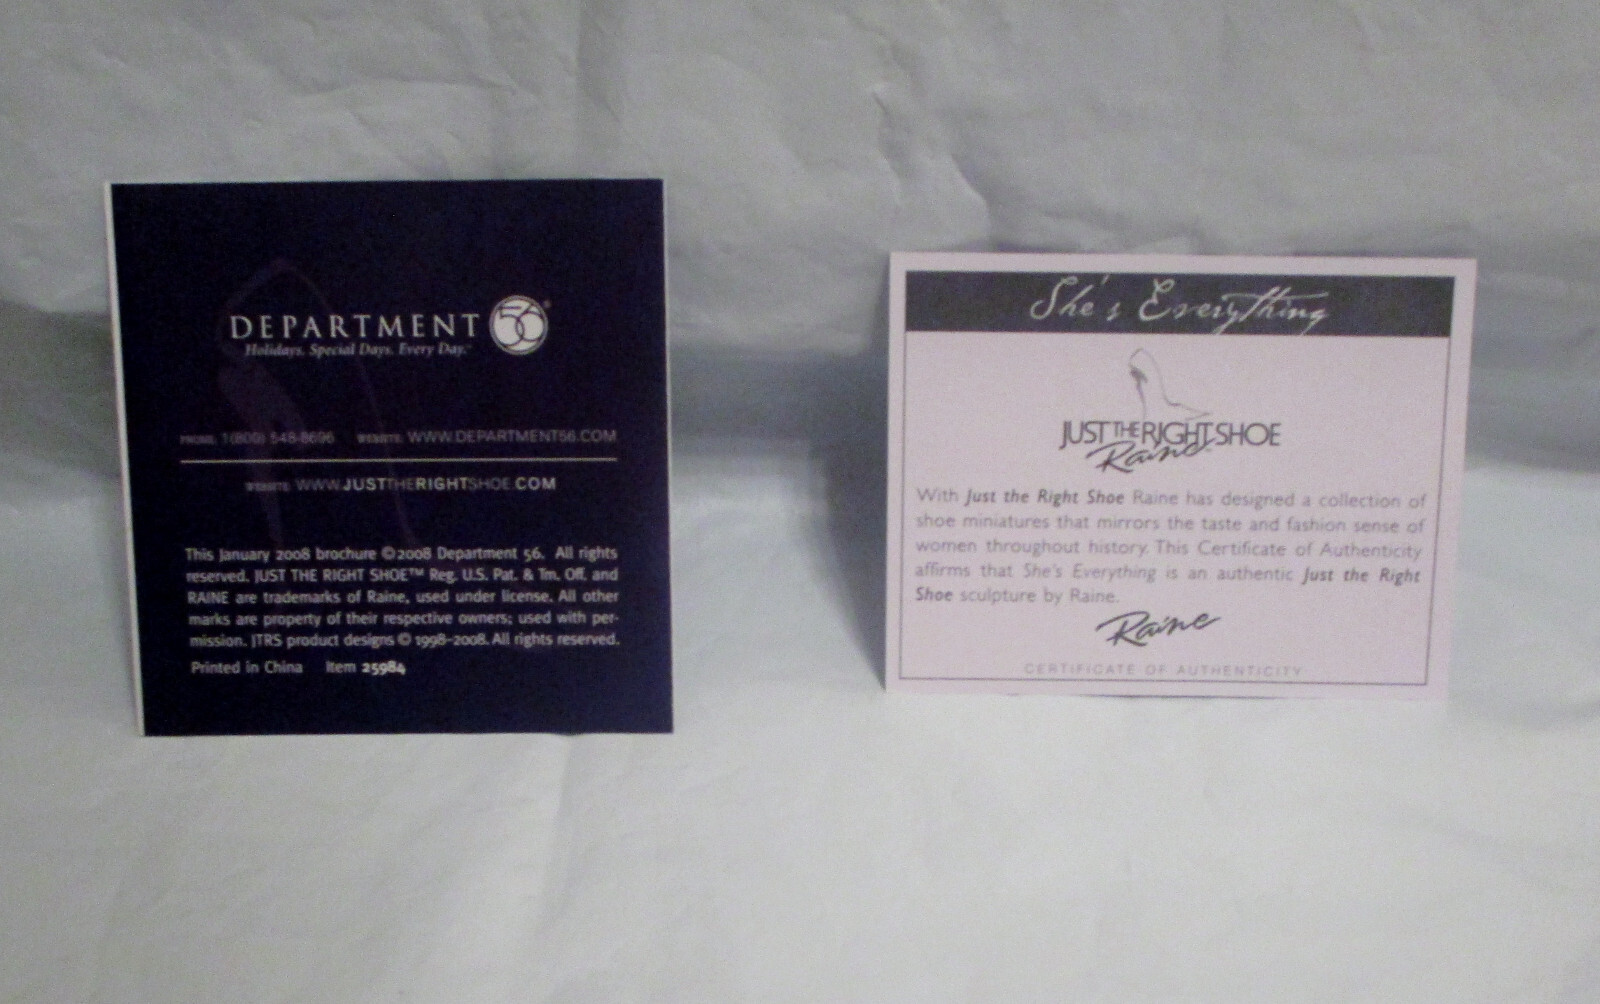 DEPARTMENT 56®
Holidays. Special Days. Every Day.™
PHONE: 1(800) 548-8696 WEBSITE: WWW.DEPARTMENT56.COM
WEBSITE: WWW.JUSTTHERIGHTSHOE.COM
This January 2008 brochure ©2008 Department 56. All rights
reserved. JUST THE RIGHT SHOE™ Reg. U.S. Pat. & Tm. Off, and
RAINE are trademarks of Raine, used under license. All other
marks are property of their respective owners; used with per-
mission. JTRS product designs © 1998–2008. All rights reserved.
Printed in China Item 25984
She's Everything
JUST THE RIGHT SHOE
Raine™
With Just the Right Shoe Raine has designed a collection of
shoe miniatures that mirrors the taste and fashion sense of
women throughout history. This Certificate of Authenticity
affirms that She's Everything is an authentic Just the Right
Shoe sculpture by Raine.
Raine
CERTIFICATE OF AUTHENTICITY